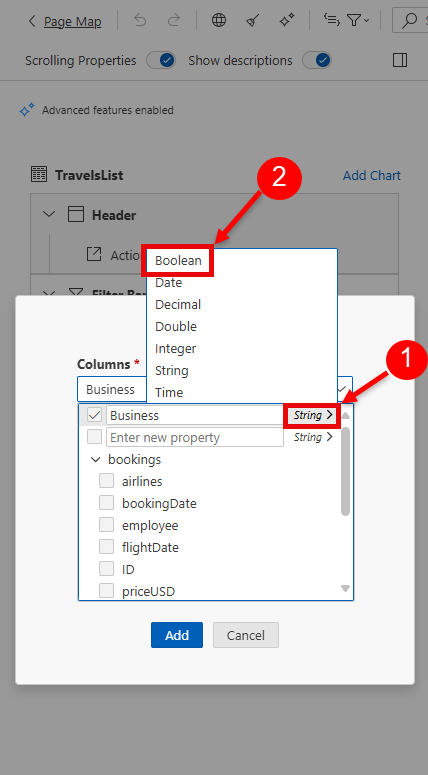 Page Map
S
Scrolling Properties
Show descriptions
Advanced features enabled
TravelsList
Add Chart
2
Header
Actio
Boolean
Date
Decimal
Double
Integer
String
Time
Filter Bar
Columns *
Business
1
Business
String >
Enter new property
String >
bookings
airlines
bookingDate
employee
flightDate
ID
priceUSD
Add
Cancel